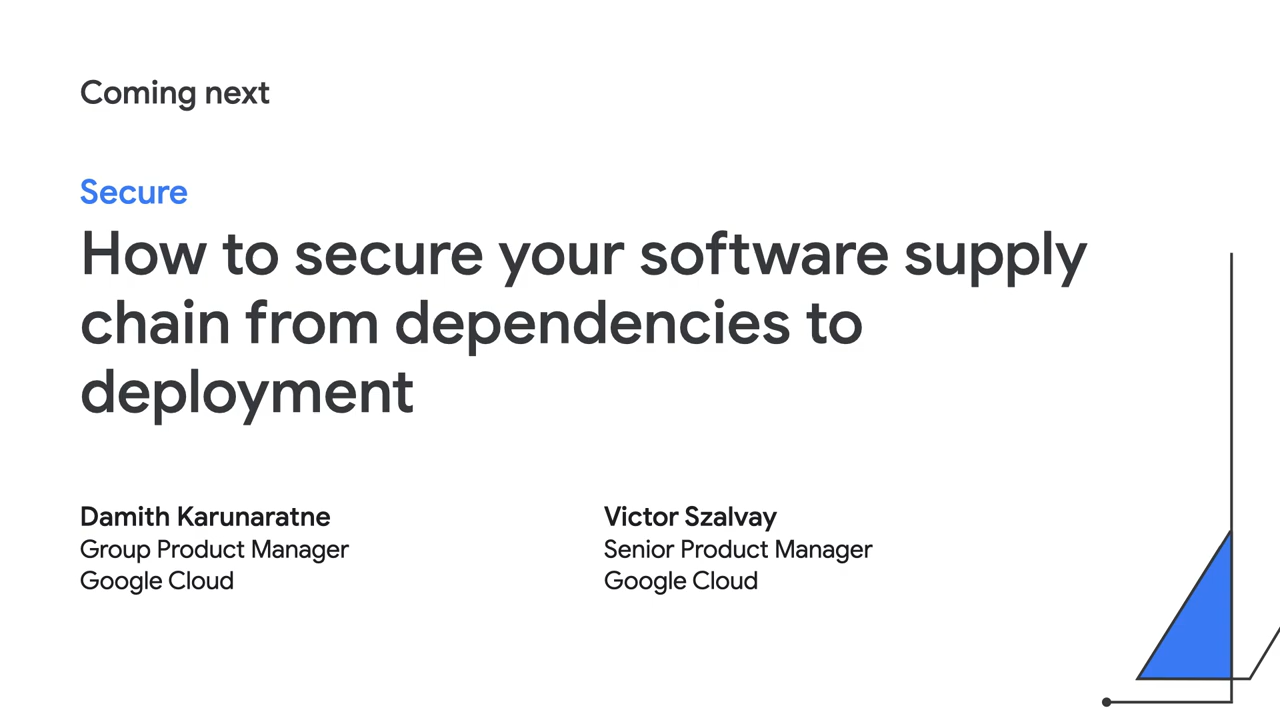 Coming next
Secure
How to secure your software supply
chain from dependencies to
deployment
Damith Karunaratne
Group Product Manager
Google Cloud
Victor Szalvay
Senior Product Manager
Google Cloud